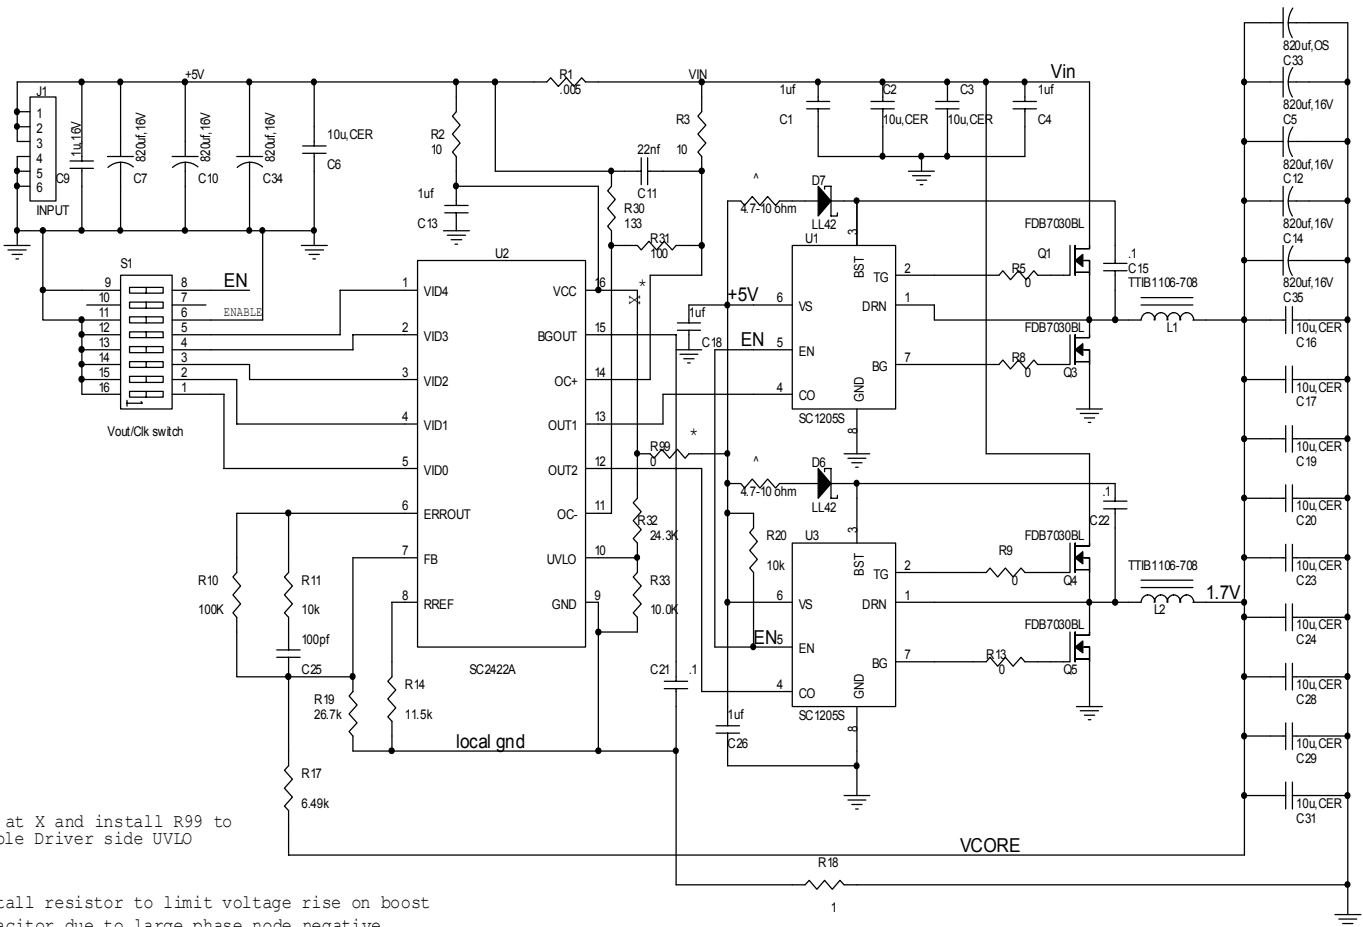 +5V
R1
.005
VIN
Vin
J1
1
2
3
4
5
6
INPUT
1u,16V
C9
820uf,16V
C7
820uf,16V
C10
820uf,16V
C34
10u,CER
C6
R2
10
1uf
C13
22nf
C11
R3
10
R30
133
R31
100
1uf
C1
C2
10u,CER
C3
10u,CER
1uf
C4
820uf,OS
C33
820uf,16V
C5
820uf,16V
C12
820uf,16V
C14
820uf,16V
C35
10u,CER
C16
10u,CER
C17
10u,CER
C19
10u,CER
C20
10u,CER
C23
10u,CER
C24
10u,CER
C28
10u,CER
C29
10u,CER
C31
S1
9
10
11
12
13
14
15
16
8
7
6
5
4
3
2
1
EN
ENABLE
Vout/Clk switch
U2
1 VID4
2 VID3
3 VID2
4 VID1
5 VID0
6 ERROUT
7 FB
8 RREF
VCC 16
BGOUT 15
OC+ 14
OUT1 13
OUT2 12
OC- 11
UVLO 10
GND 9
SC2422A
X *
+5V
1uf
C18
EN
R99
0
*
R32
24.3K
R33
10.0K
^
4.7-10 ohm
D7
LL42
U1
3
BST
TG 2
6 VS
DRN 1
5 EN
BG 7
4 CO
GND
8
SC1205S
R5
0
R8
0
FDB7030BL
Q1
FDB7030BL
Q3
.1
C15
TTIB1106-708
L1
^
4.7-10 ohm
D6
LL42
R20
10k
U3
3
BST
TG 2
6 VS
DRN 1
EN 5 EN
BG 7
4 CO
GND
8
SC1205S
R9
0
R13
0
FDB7030BL
Q4
FDB7030BL
Q5
.1
C22
TTIB1106-708
L2
1.7V
R10
100K
R11
10k
100pf
C25
R19
26.7k
R14
11.5k
C21
.1
1uf
C26
local gnd
R17
6.49k
VCORE
R18
1
at X and install R99 to
ble Driver side UVLO
tall resistor to limit voltage rise on boost
acitor due to large phase node negative